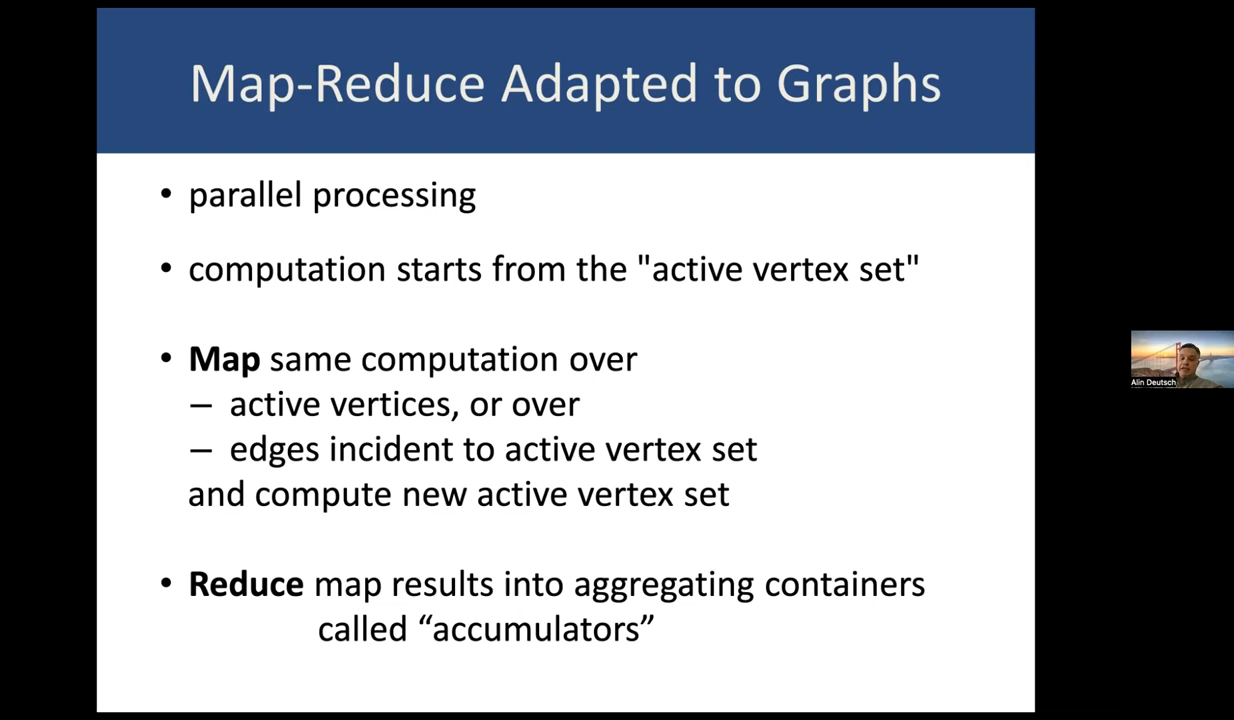 Map-Reduce Adapted to Graphs
• parallel processing
• computation starts from the "active vertex set"
• Map same computation over
– active vertices, or over
– edges incident to active vertex set
and compute new active vertex set
• Reduce map results into aggregating containers
called “accumulators”
Alin Deutsch